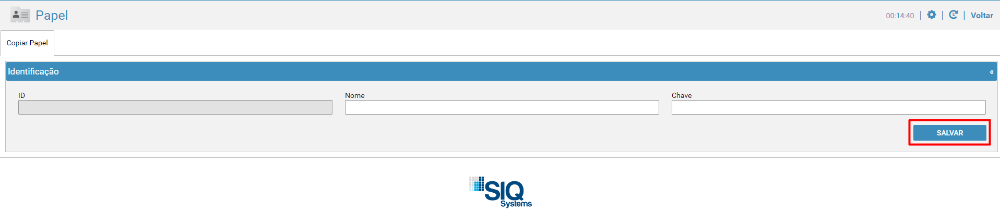 Papel
00:14:40 | | | Voltar
Copiar Papel
Identificação «
ID Nome Chave
SALVAR
SIQ
Systems